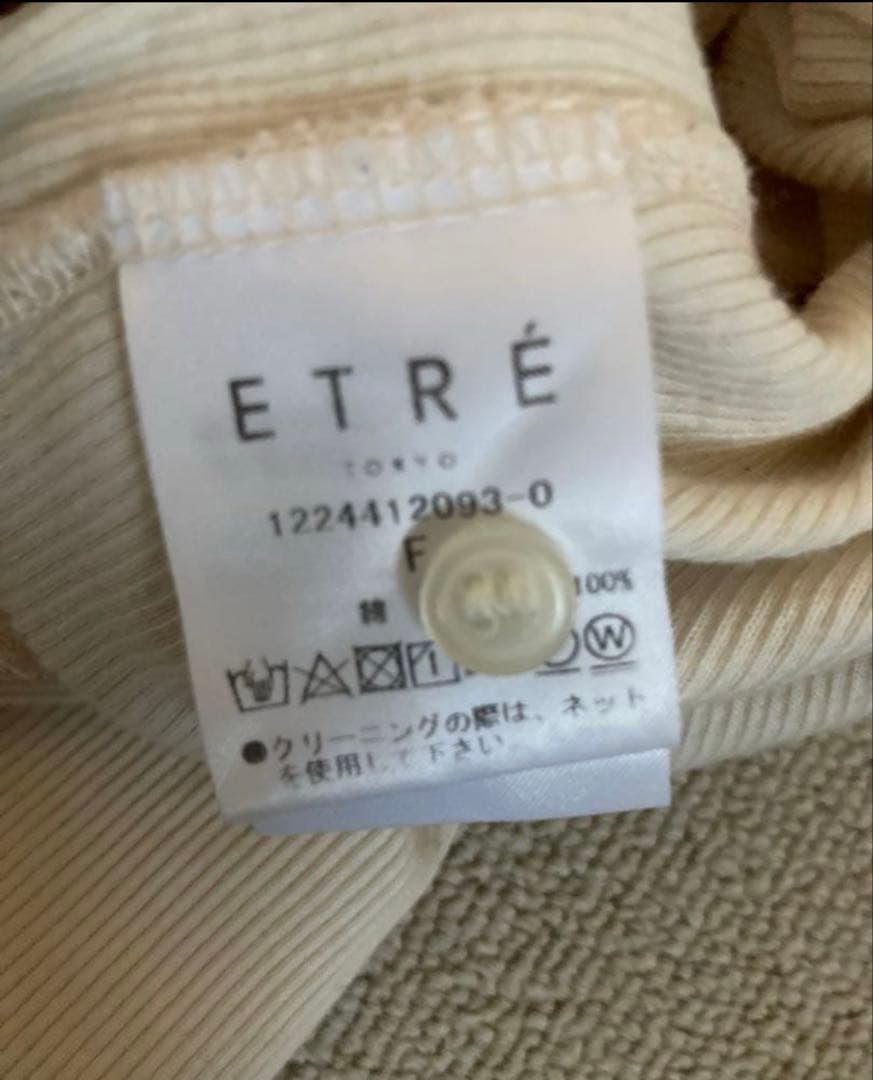 ETRÉ
TOKYO
1224412093-0
F
綿 100%
W
●クリーニングの際は、ネット
を使用して下さい